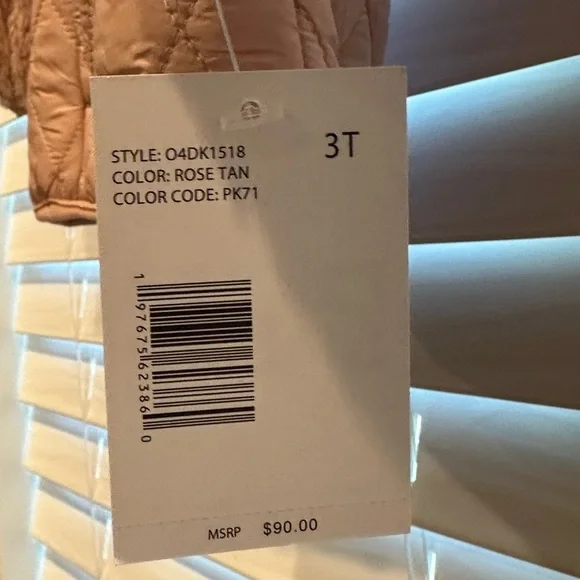 STYLE: O4DK1518
3T
COLOR: ROSE TAN
COLOR CODE: PK71
1 97675 62386 0
MSRP $90.00